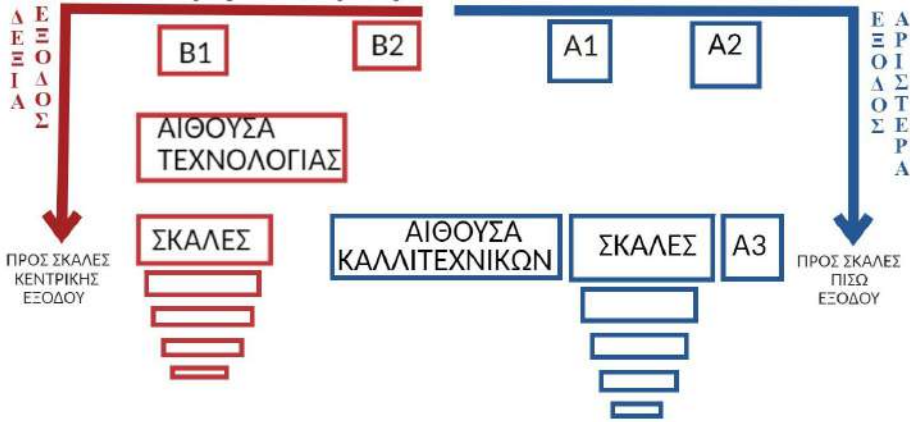 ΔΕΞΙΑ
ΕΞΟΔΟΣ
Β1
Β2
Α1
Α2
ΕΞΟΔΟΣ
ΑΡΙΣΤΕΡΑ
ΑΙΘΟΥΣΑ
ΤΕΧΝΟΛΟΓΙΑΣ
ΠΡΟΣ ΣΚΑΛΕΣ
ΚΕΝΤΡΙΚΗΣ
ΕΞΟΔΟΥ
ΣΚΑΛΕΣ
ΑΙΘΟΥΣΑ
ΚΑΛΛΙΤΕΧΝΙΚΩΝ
ΣΚΑΛΕΣ
Α3
ΠΡΟΣ ΣΚΑΛΕΣ
ΠΙΣΩ
ΕΞΟΔΟΥ